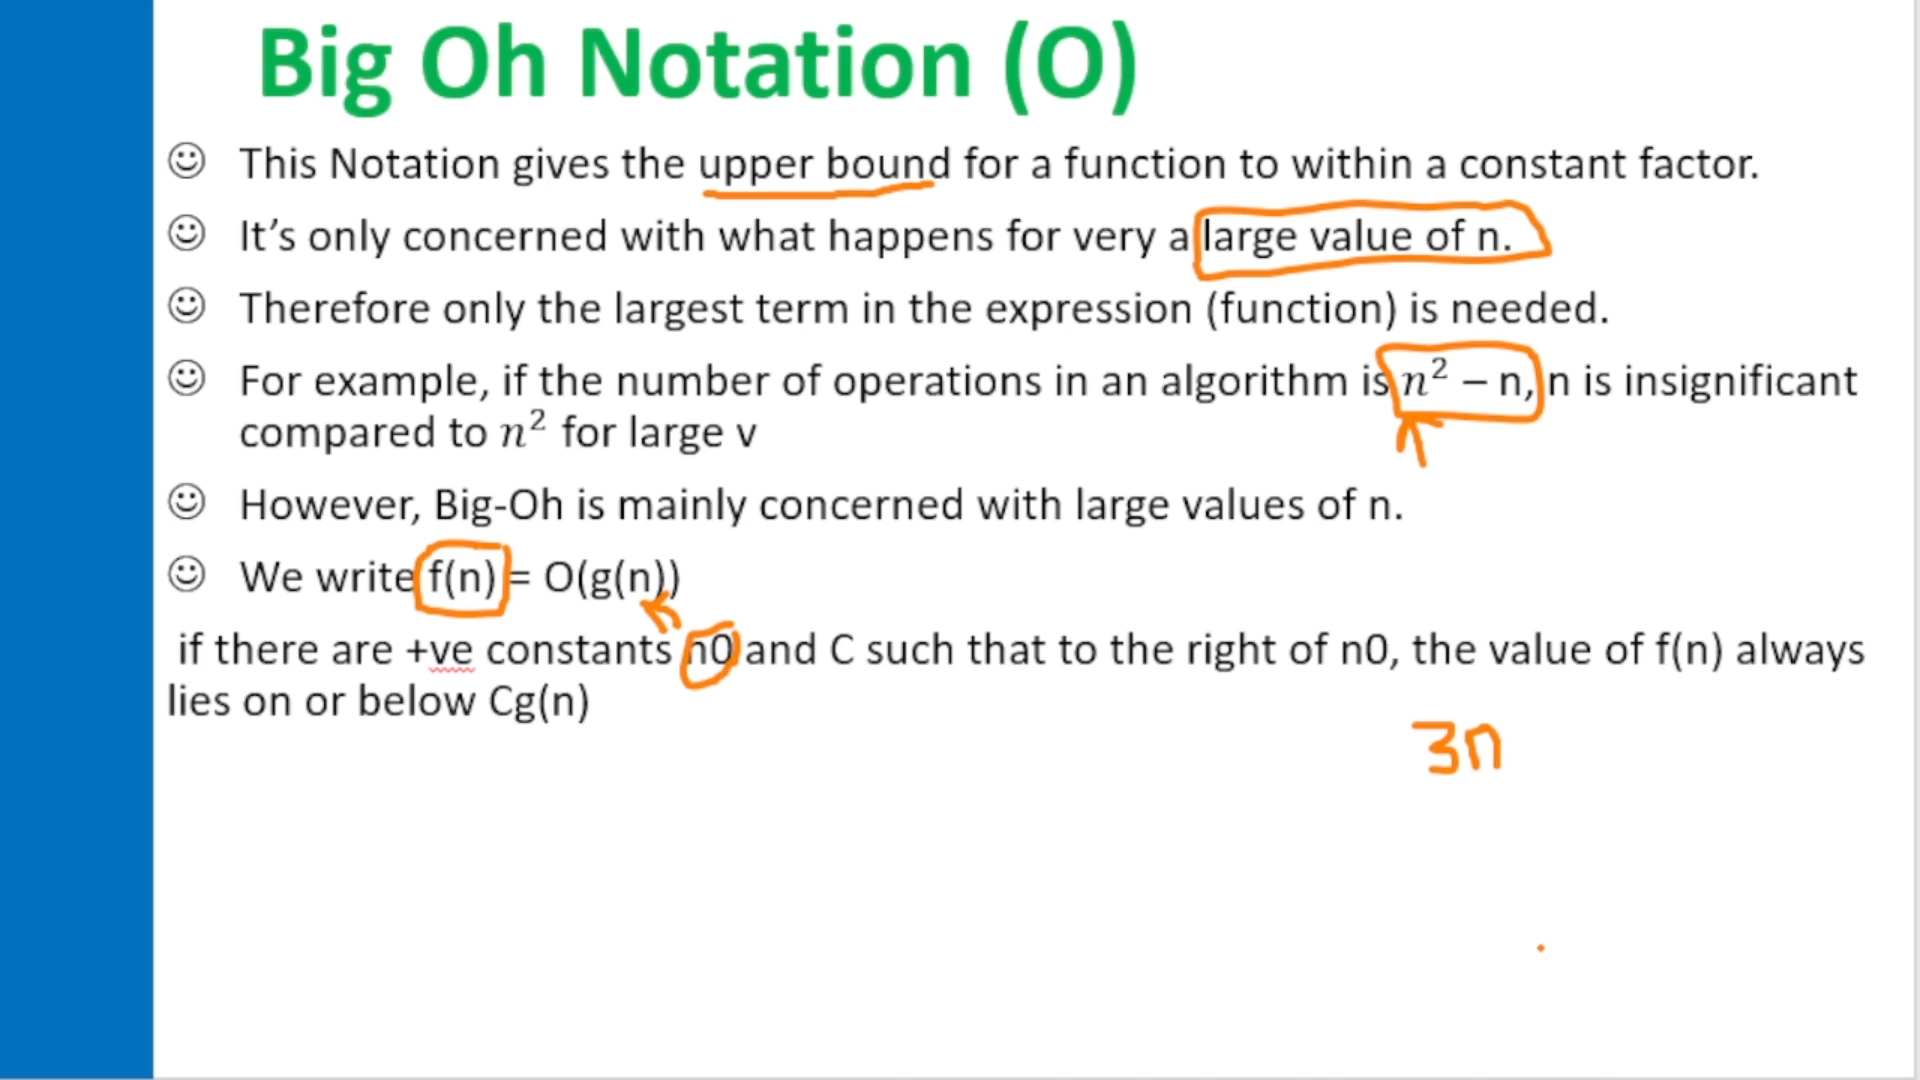 Big Oh Notation (O)
☺ This Notation gives the upper bound for a function to within a constant factor.
☺ It's only concerned with what happens for very a large value of n.
☺ Therefore only the largest term in the expression (function) is needed.
☺ For example, if the number of operations in an algorithm is n² – n, n is insignificant
compared to n² for large v
☺ However, Big-Oh is mainly concerned with large values of n.
☺ We write f(n) = O(g(n))
if there are +ve constants n0 and C such that to the right of n0, the value of f(n) always
lies on or below Cg(n)
3n